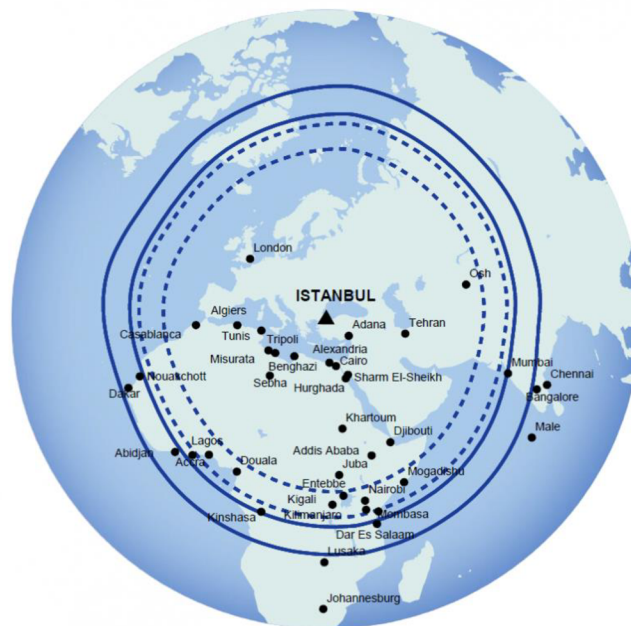 London
Osh
ISTANBUL
Algiers
Casablanca
Tunis
Tripoli
Adana
Tehran
Misurata
Alexandria
Benghazi
Cairo
Nouakchott
Sebha
Hurghada
Sharm El-Sheikh
Mumbai
Chennai
Dakar
Bangalore
Khartoum
Djibouti
Male
Abidjan
Accra
Lagos
Douala
Addis Ababa
Juba
Mogadishu
Entebbe
Kigali
Nairobi
Kinshasa
Kilimanjaro
Mombasa
Dar Es Salaam
Lusaka
Johannesburg